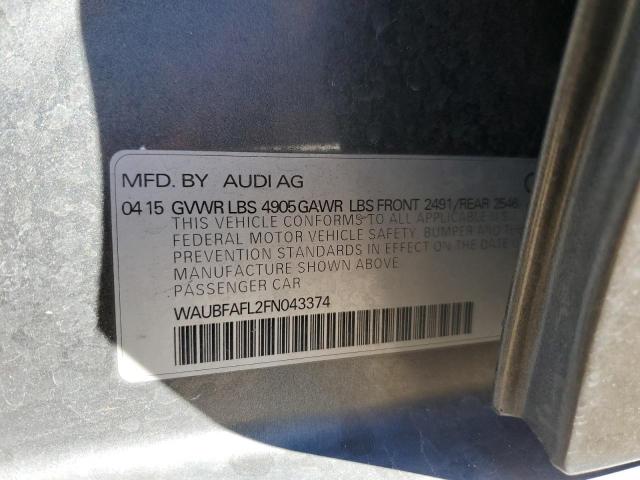 MFD. BY AUDI AG
04 15 GVWR LBS 4905 GAWR LBS FRONT 2491/REAR 2546
THIS VEHICLE CONFORMS TO ALL APPLICABLE U.S.
FEDERAL MOTOR VEHICLE SAFETY, BUMPER AND
PREVENTION STANDARDS IN EFFECT ON THE DATE
MANUFACTURE SHOWN ABOVE.
PASSENGER CAR
WAUBFAFL2FN043374